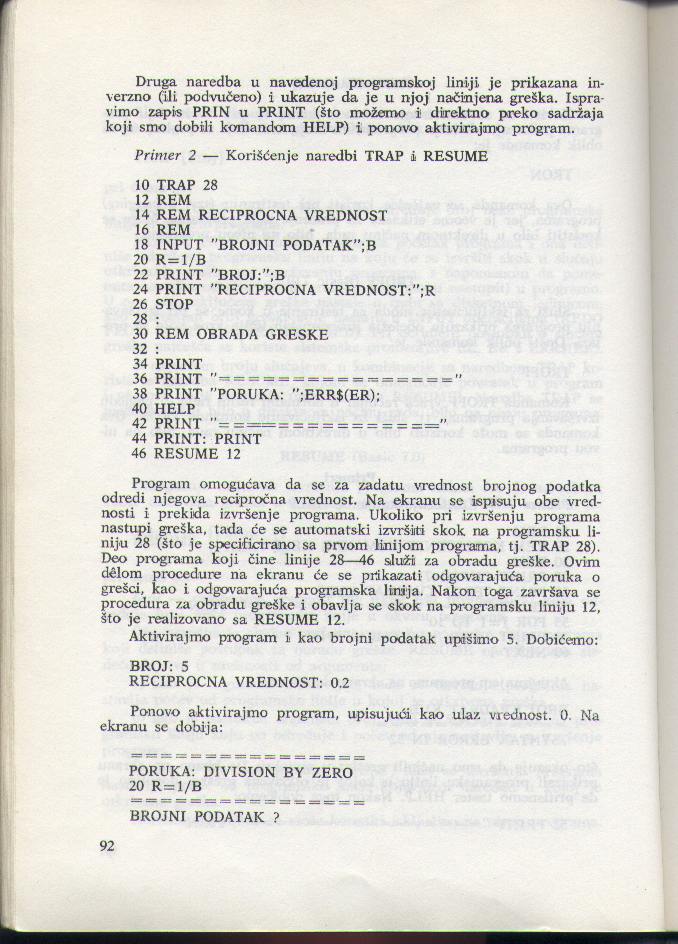 Druga naredba u navedenoj programskoj liniji je prikazana in-
verzno (ili podvučeno) i ukazuje da je u njoj načinjena greška. Ispra-
vimo zapis PRIN u PRINT (što možemo i direktno preko sadržaja
koji smo dobili komandom HELP) i ponovo aktivirajmo program.
Primer 2 — Korišćenje naredbi TRAP i RESUME
10 TRAP 28
12 REM
14 REM RECIPROCNA VREDNOST
16 REM
18 INPUT "BROJNI PODATAK";B
20 R=1/B
22 PRINT "BROJ:";B
24 PRINT "RECIPROCNA VREDNOST:";R
26 STOP
28 :
30 REM OBRADA GRESKE
32 :
34 PRINT
36 PRINT "================"
38 PRINT "PORUKA: ";ERR$(ER);
40 HELP
42 PRINT "==============="
44 PRINT: PRINT
46 RESUME 12
Program omogućava da se za zadatu vrednost brojnog podatka
odredi njegova recipročna vrednost. Na ekranu se ispisuju obe vred-
nosti i prekida izvršenje programa. Ukoliko pri izvršenju programa
nastupi greška, tada će se automatski izvršiti skok na programsku li-
niju 28 (što je specificirano sa prvom linijom programa, tj. TRAP 28).
Deo programa koji čine linije 28—46 služi za obradu greške. Ovim
dêlom procedure na ekranu će se prikazati odgovarajuća poruka o
grešci, kao i odgovarajuća programska linija. Nakon toga završava se
procedura za obradu greške i obavlja se skok na programsku liniju 12,
što je realizovano sa RESUME 12.
Aktivirajmo program i kao brojni podatak upišimo 5. Dobićemo:
BROJ: 5
RECIPROCNA VREDNOST: 0.2
Ponovo aktivirajmo program, upisujući kao ulaz vrednost. 0. Na
ekranu se dobija:
================
PORUKA: DIVISION BY ZERO
20 R=1/B
================
BROJNI PODATAK ?
92